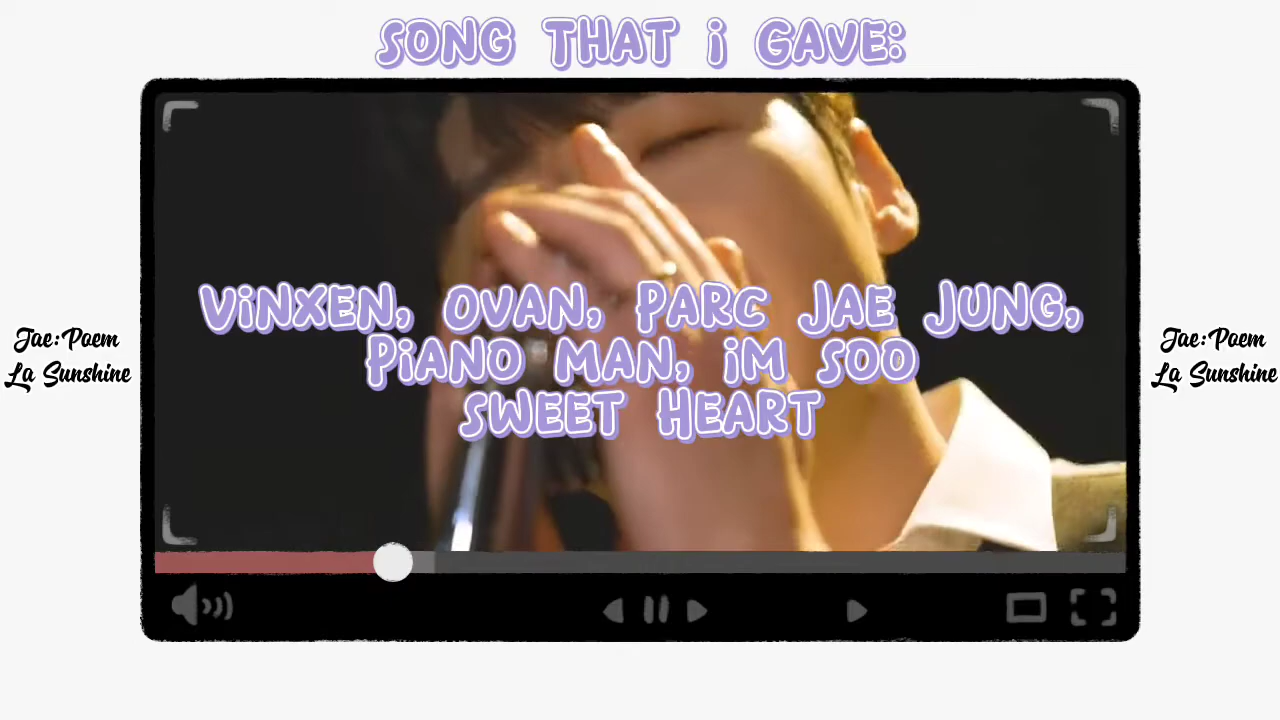 SONG THAT i GAVE:
ViNXEN, OVAN, PARC JAE JUNG,
PiANO MAN, iM SOO
SWEET HEART
Jae:Poem
La Sunshine
Jae:Poem
La Sunshine